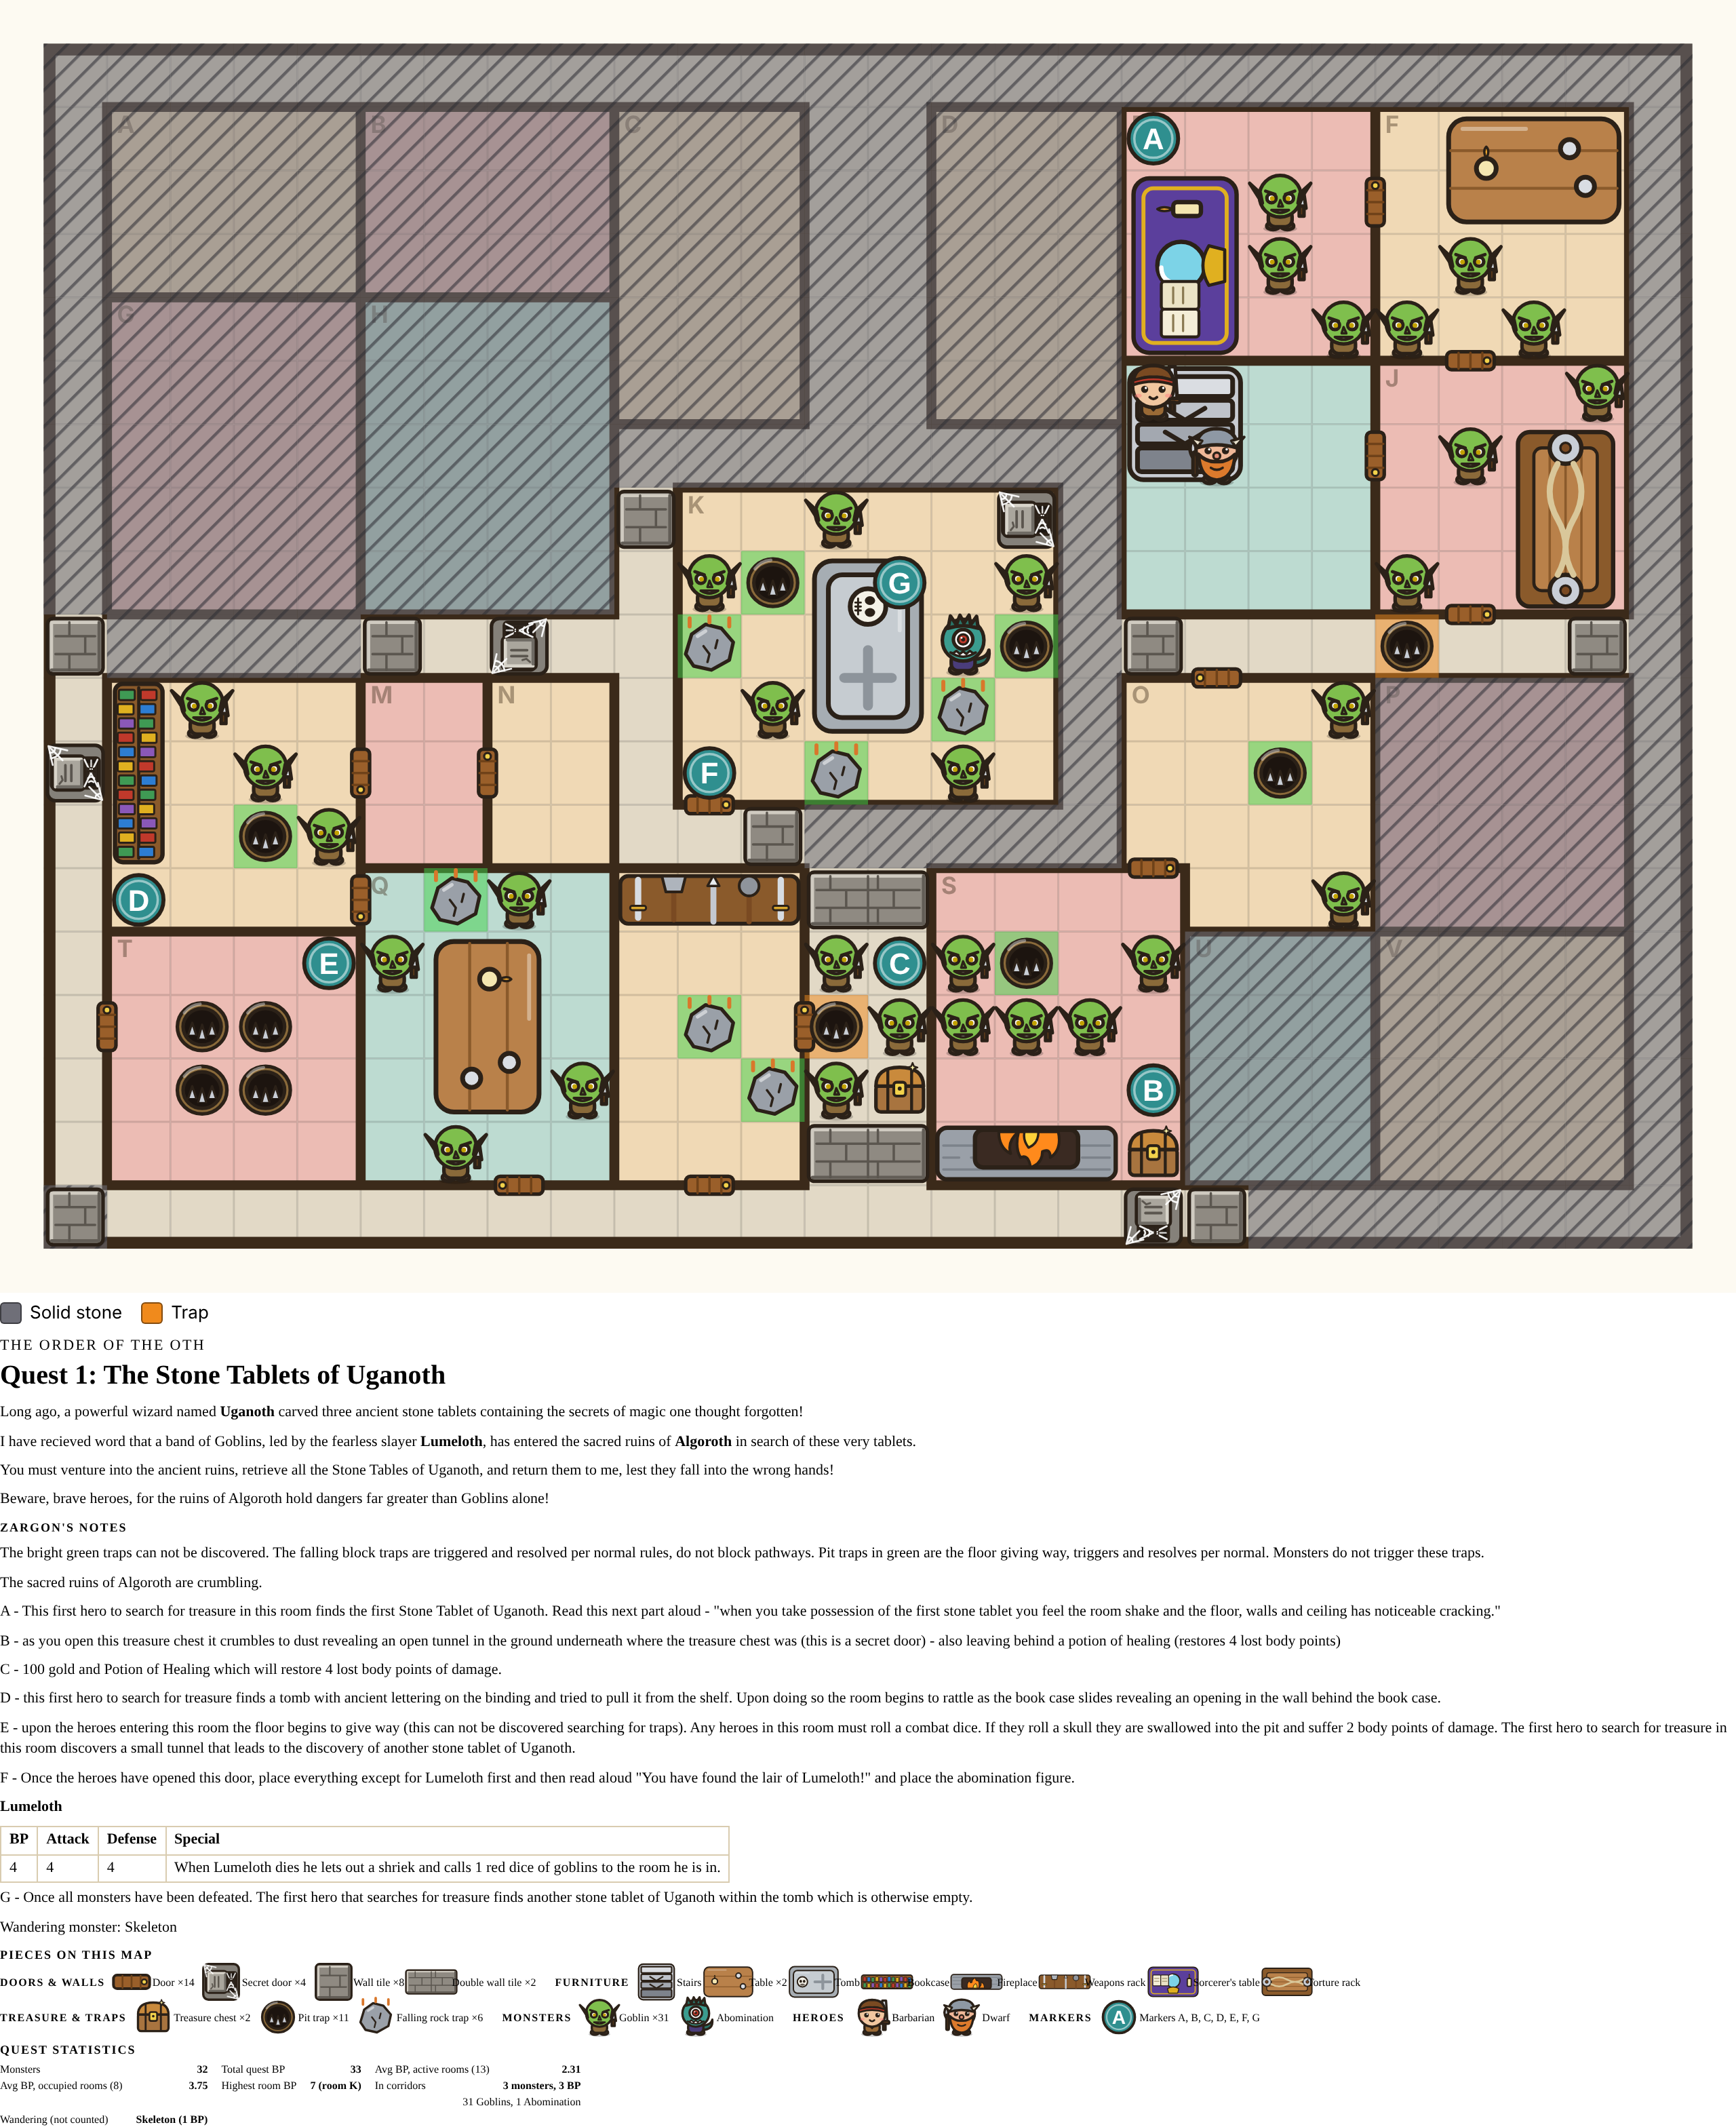 A
B
C
D
A
F
G
H
J
K
G
M
N
F
O
P
D
Q
S
T
E
C
U
V
B
Solid stone Trap
THE ORDER OF THE OTH
Quest 1: The Stone Tablets of Uganoth
Long ago, a powerful wizard named Uganoth carved three ancient stone tablets containing the secrets of magic one thought forgotten!
I have recieved word that a band of Goblins, led by the fearless slayer Lumeloth, has entered the sacred ruins of Algoroth in search of these very tablets.
You must venture into the ancient ruins, retrieve all the Stone Tables of Uganoth, and return them to me, lest they fall into the wrong hands!
Beware, brave heroes, for the ruins of Algoroth hold dangers far greater than Goblins alone!
ZARGON'S NOTES
The bright green traps can not be discovered. The falling block traps are triggered and resolved per normal rules, do not block pathways. Pit traps in green are the floor giving way, triggers and resolves per normal. Monsters do not trigger these traps.
The sacred ruins of Algoroth are crumbling.
A - This first hero to search for treasure in this room finds the first Stone Tablet of Uganoth. Read this next part aloud - "when you take possession of the first stone tablet you feel the room shake and the floor, walls and ceiling has noticeable cracking."
B - as you open this treasure chest it crumbles to dust revealing an open tunnel in the ground underneath where the treasure chest was (this is a secret door) - also leaving behind a potion of healing (restores 4 lost body points)
C - 100 gold and Potion of Healing which will restore 4 lost body points of damage.
D - this first hero to search for treasure finds a tomb with ancient lettering on the binding and tried to pull it from the shelf. Upon doing so the room begins to rattle as the book case slides revealing an opening in the wall behind the book case.
E - upon the heroes entering this room the floor begins to give way (this can not be discovered searching for traps). Any heroes in this room must roll a combat dice. If they roll a skull they are swallowed into the pit and suffer 2 body points of damage. The first hero to search for treasure in
this room discovers a small tunnel that leads to the discovery of another stone tablet of Uganoth.
F - Once the heroes have opened this door, place everything except for Lumeloth first and then read aloud "You have found the lair of Lumeloth!" and place the abomination figure.
Lumeloth
BP Attack Defense Special
4 4 4 When Lumeloth dies he lets out a shriek and calls 1 red dice of goblins to the room he is in.
G - Once all monsters have been defeated. The first hero that searches for treasure finds another stone tablet of Uganoth within the tomb which is otherwise empty.
Wandering monster: Skeleton
PIECES ON THIS MAP
DOORS & WALLS Door ×14 Secret door ×4 Wall tile ×8 Double wall tile ×2 FURNITURE Stairs Table ×2 Tomb Bookcase Fireplace Weapons rack Sorcerer's table Torture rack
TREASURE & TRAPS Treasure chest ×2 Pit trap ×11 Falling rock trap ×6 MONSTERS Goblin ×31 Abomination HEROES Barbarian Dwarf MARKERS A Markers A, B, C, D, E, F, G
QUEST STATISTICS
Monsters 32 Total quest BP 33 Avg BP, active rooms (13) 2.31
Avg BP, occupied rooms (8) 3.75 Highest room BP 7 (room K) In corridors 3 monsters, 3 BP
31 Goblins, 1 Abomination
Wandering (not counted) Skeleton (1 BP)